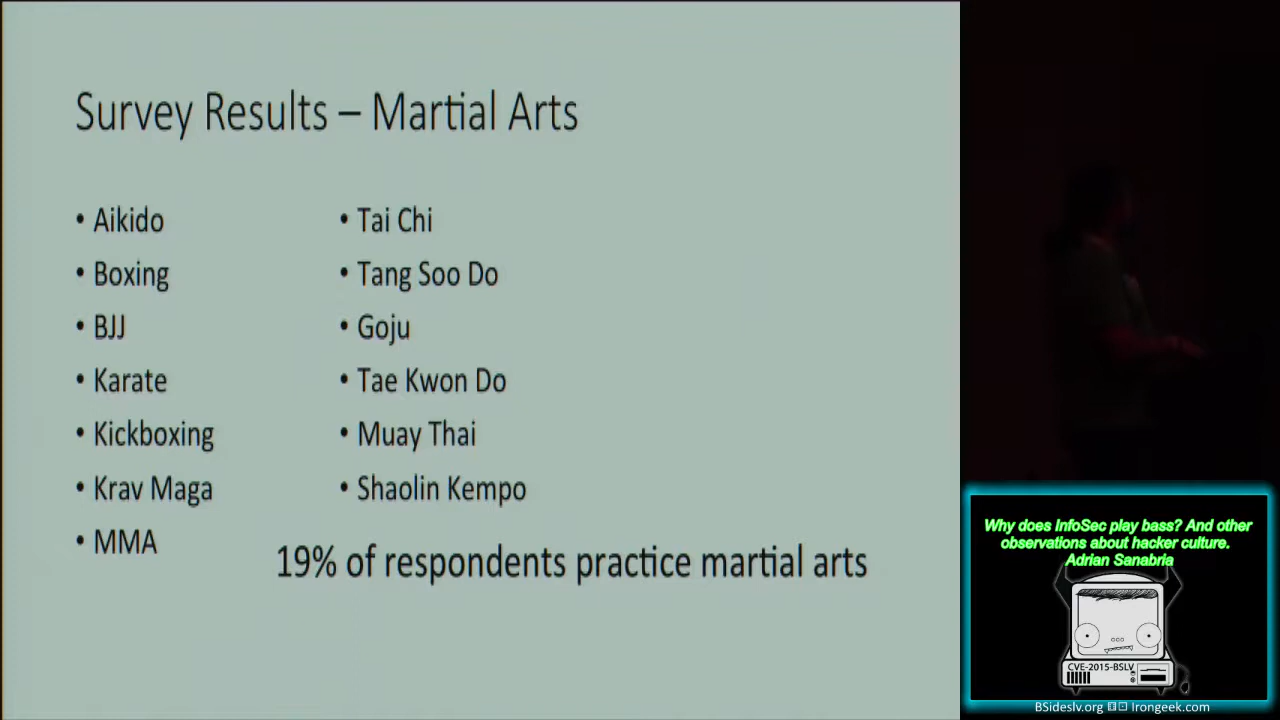 Survey Results – Martial Arts
• Aikido
• Boxing
• BJJ
• Karate
• Kickboxing
• Krav Maga
• MMA
• Tai Chi
• Tang Soo Do
• Goju
• Tae Kwon Do
• Muay Thai
• Shaolin Kempo
19% of respondents practice martial arts
Why does InfoSec play bass? And other
observations about hacker culture.
Adrian Sanabria
CVE-2015-BSLV
BSideslv.org Irongeek.com